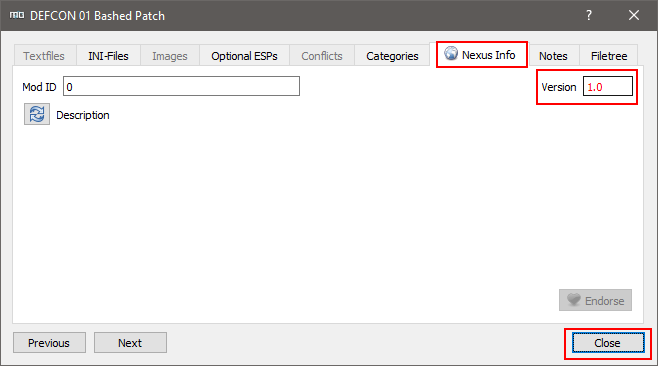 DEFCON 01 Bashed Patch ?
Textfiles INI-Files Images Optional ESPs Conflicts Categories Nexus Info Notes Filetree
Mod ID 0 Version 1.0
Description
Endorse
Previous Next Close